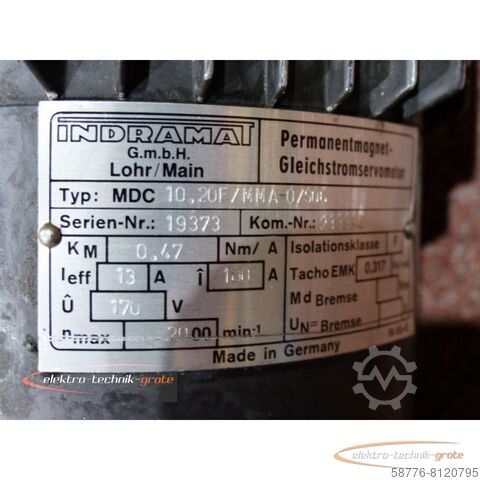 INDRAMAT
G.m.b.H.
Lohr/Main
Permanentmagnet-
Gleichstromservomotor
Typ: MDC 10.20F/MMA-0/S0
Serien-Nr.: 19373 Kom.-Nr.:
KM 0,47 Nm/A Isolationsklasse F
Ieff 13 A Î A Tacho EMK 0,317
Û 170 V Md Bremse
nmax 2000 min-1 UN= Bremse
Made in Germany
elektro-technik-grote
elektro-technik-grote
58776-8120795